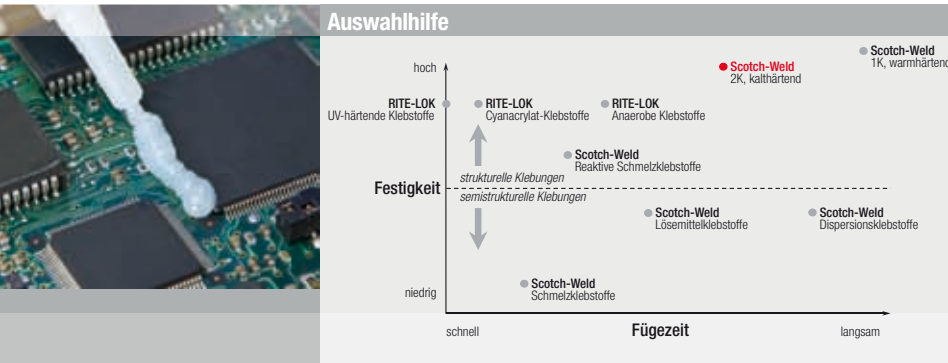 Auswahlhilfe
hoch
Scotch-Weld
1K, warmhärtend
Scotch-Weld
2K, kalthärtend
RITE-LOK
UV-härtende Klebstoffe
RITE-LOK
Cyanacrylat-Klebstoffe
RITE-LOK
Anaerobe Klebstoffe
Scotch-Weld
Reaktive Schmelzklebstoffe
strukturelle Klebungen
Festigkeit
semistrukturelle Klebungen
Scotch-Weld
Lösemittelklebstoffe
Scotch-Weld
Dispersionsklebstoffe
Scotch-Weld
Schmelzklebstoffe
niedrig
schnell
Fügezeit
langsam